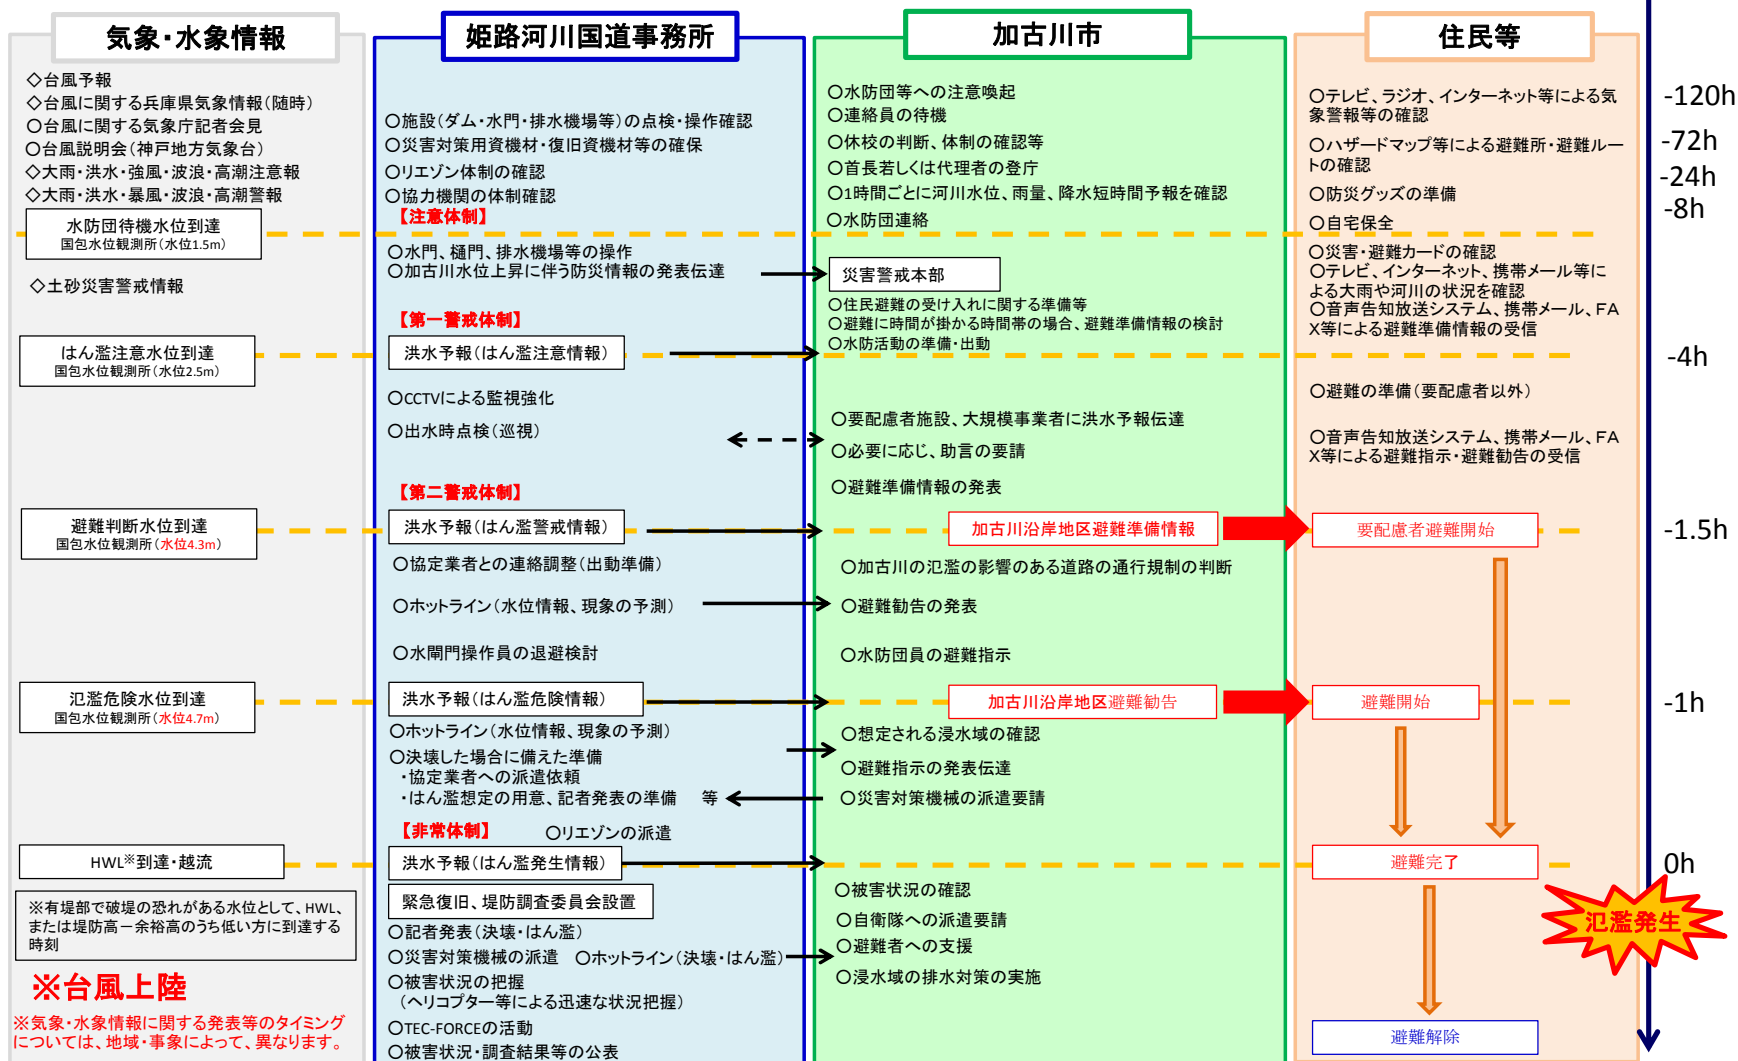 気象・水象情報
◇台風予報
◇台風に関する兵庫県気象情報（随時）
○台風に関する気象庁記者会見
○台風説明会（神戸地方気象台）
◇大雨・洪水・強風・波浪・高潮注意報
◇大雨・洪水・暴風・波浪・高潮警報
水防団待機水位到達
国包水位観測所（水位1.5m）
◇土砂災害警戒情報
はん濫注意水位到達
国包水位観測所（水位2.5m）
避難判断水位到達
国包水位観測所（水位4.3m）
氾濫危険水位到達
国包水位観測所（水位4.7m）
HWL※到達・越流
※有堤部で破堤の恐れがある水位として、HWL、
または堤防高－余裕高のうち低い方に到達する
時刻
※台風上陸
※気象・水象情報に関する発表等のタイミング
については、地域・事象によって、異なります。
姫路河川国道事務所
○施設（ダム・水門・排水機場等）の点検・操作確認
○災害対策用資機材・復旧資機材等の確保
○リエゾン体制の確認
○協力機関の体制確認
【注意体制】
○水門、樋門、排水機場等の操作
○加古川水位上昇に伴う防災情報の発表伝達
【第一警戒体制】
洪水予報（はん濫注意情報）
○CCTVによる監視強化
○出水時点検（巡視）
【第二警戒体制】
洪水予報（はん濫警戒情報）
○協定業者との連絡調整（出動準備）
○ホットライン（水位情報、現象の予測）
○水閘門操作員の退避検討
洪水予報（はん濫危険情報）
○ホットライン（水位情報、現象の予測）
○決壊した場合に備えた準備
・協定業者への派遣依頼
・はん濫想定の用意、記者発表の準備　等
【非常体制】　○リエゾンの派遣
洪水予報（はん濫発生情報）
緊急復旧、堤防調査委員会設置
○記者発表（決壊・はん濫）
○災害対策機械の派遣　○ホットライン（決壊・はん濫）
○被害状況の把握
（ヘリコプター等による迅速な状況把握）
○TEC-FORCEの活動
○被害状況・調査結果等の公表
加古川市
○水防団等への注意喚起
○連絡員の待機
○休校の判断、体制の確認等
○首長若しくは代理者の登庁
○1時間ごとに河川水位、雨量、降水短時間予報を確認
○水防団連絡
災害警戒本部
○住民避難の受け入れに関する準備等
○避難に時間が掛かる時間帯の場合、避難準備情報の検討
○水防活動の準備・出動
○要配慮者施設、大規模事業者に洪水予報伝達
○必要に応じ、助言の要請
○避難準備情報の発表
加古川沿岸地区避難準備情報
○加古川の氾濫の影響のある道路の通行規制の判断
○避難勧告の発表
○水防団員の避難指示
加古川沿岸地区避難勧告
○想定される浸水域の確認
○避難指示の発表伝達
○災害対策機械の派遣要請
○被害状況の確認
○自衛隊への派遣要請
○避難者への支援
○浸水域の排水対策の実施
住民等
○テレビ、ラジオ、インターネット等による気
象警報等の確認
○ハザードマップ等による避難所・避難ルー
トの確認
○防災グッズの準備
○自宅保全
○災害・避難カードの確認
○テレビ、インターネット、携帯メール等に
よる大雨や河川の状況を確認
○音声告知放送システム、携帯メール、FA
X等による避難準備情報の受信
○避難の準備（要配慮者以外）
○音声告知放送システム、携帯メール、FA
X等による避難指示・避難勧告の受信
要配慮者避難開始
避難開始
避難完了
避難解除
-120h
-72h
-24h
-8h
-4h
-1.5h
-1h
0h
氾濫発生